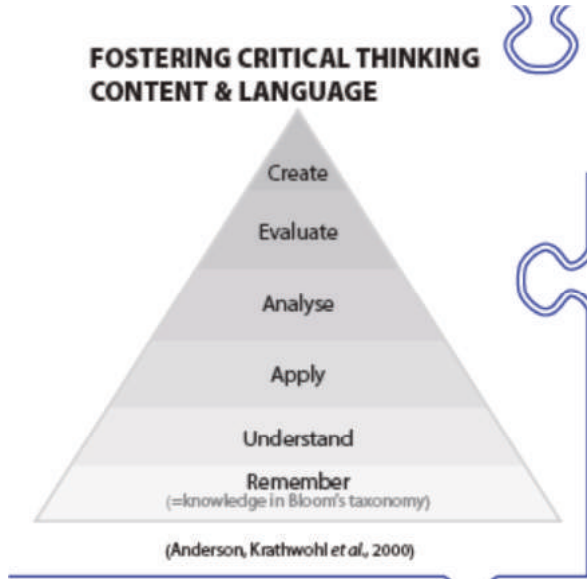 FOSTERING CRITICAL THINKING
CONTENT & LANGUAGE
Create
Evaluate
Analyse
Apply
Understand
Remember
(=knowledge in Bloom's taxonomy)
(Anderson, Krathwohl et al., 2000)